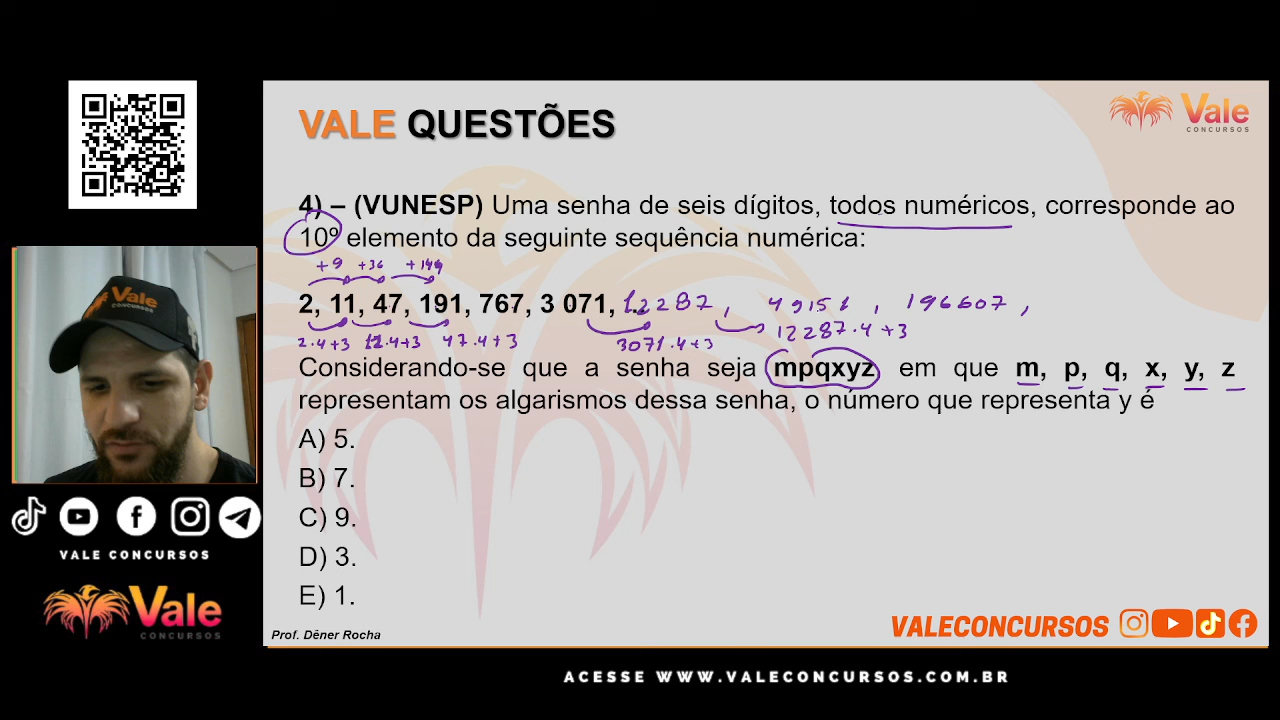 VALE QUESTÕES
Vale
CONCURSOS
4) – (VUNESP) Uma senha de seis dígitos, todos numéricos, corresponde ao
10º elemento da seguinte sequência numérica:
+9 +36 +144
2, 11, 47, 191, 767, 3 071, ... 12287, 49151, 196607,
2.4+3 12.4+3 47.4+3 3071.4+3 12287.4+3
Considerando-se que a senha seja mpqxyz, em que m, p, q, x, y, z
representam os algarismos dessa senha, o número que representa y é
A) 5.
B) 7.
C) 9.
D) 3.
E) 1.
Prof. Dêner Rocha
VALECONCURSOS
Vale
VALE CONCURSOS
Vale
CONCURSOS
ACESSE WWW.VALECONCURSOS.COM.BR